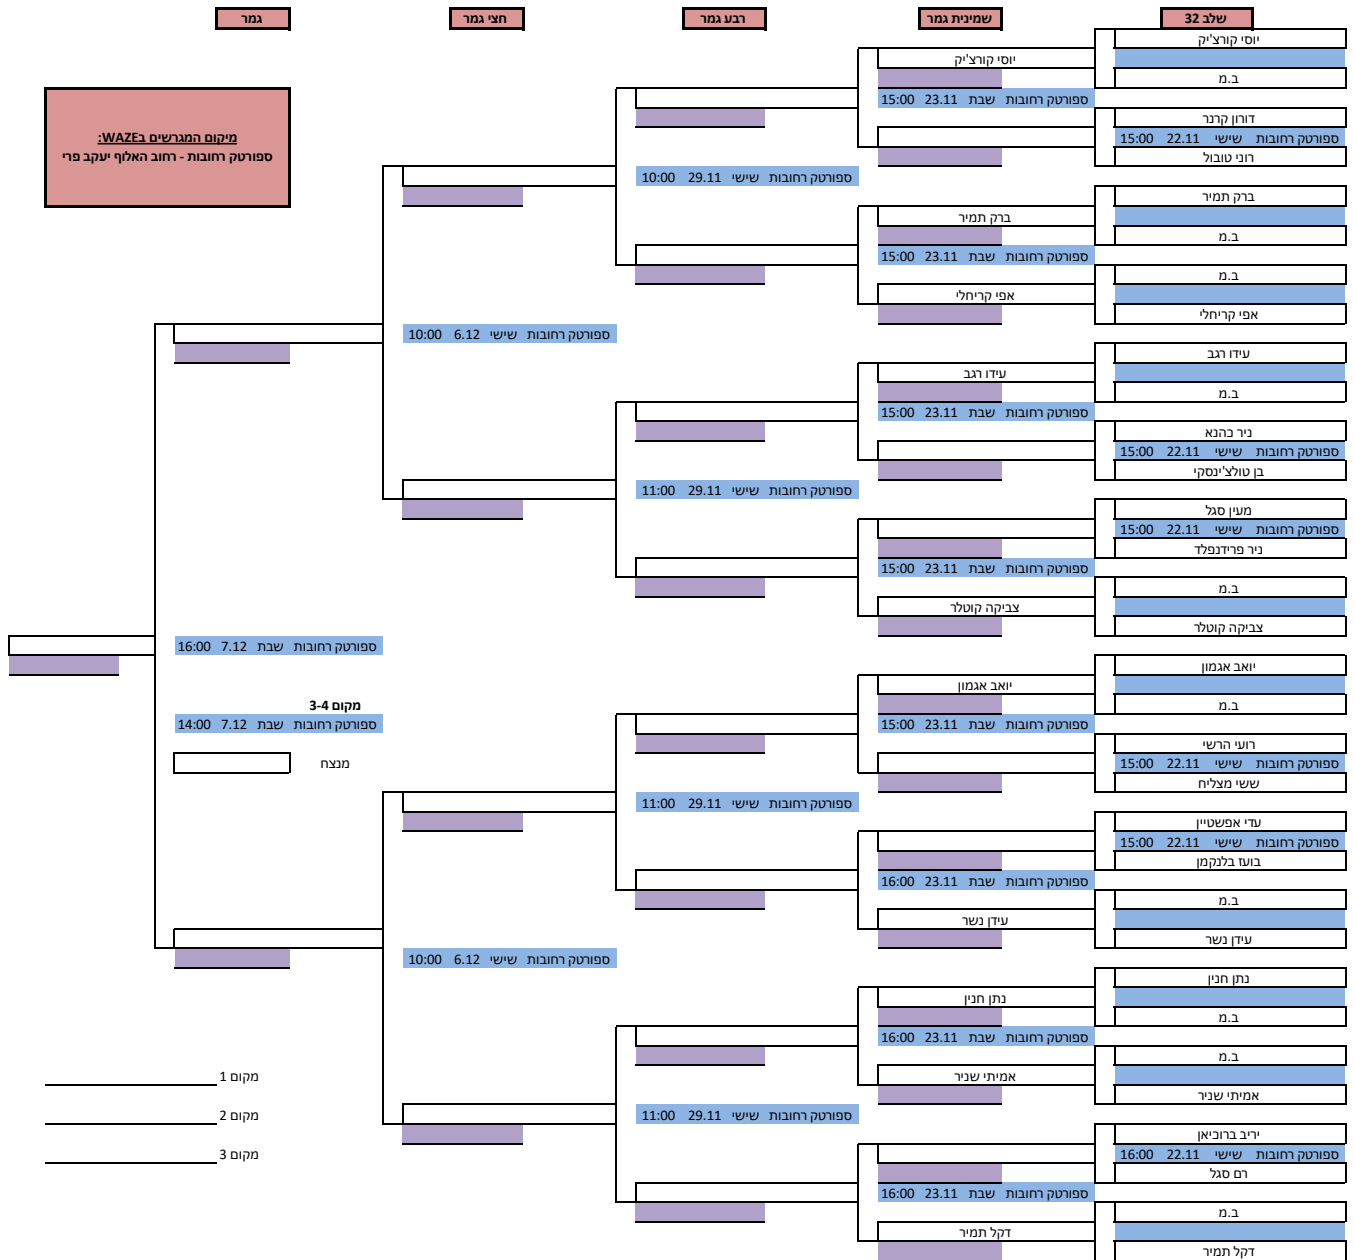 שלב 32
שמינית גמר
רבע גמר
חצי גמר
גמר
מיקום המגרשים בWAZE:
ספורטק רחובות - רחוב האלוף יעקב פרי
יוסי קורצ'יק
ב.מ
דורון קרנר
ספורטק רחובות שישי 22.11 15:00
רוני טובול
ברק תמיר
ב.מ
ב.מ
אפי קריחלי
עידו רגב
ב.מ
ניר כהנא
ספורטק רחובות שישי 22.11 15:00
בן טולצ'ינסקי
מעין סגל
ספורטק רחובות שישי 22.11 15:00
ניר פרידנפלד
ב.מ
צביקה קוטלר
יואב אגמון
ב.מ
רועי הרשי
ספורטק רחובות שישי 22.11 15:00
ששי מצליח
עדי אפשטיין
ספורטק רחובות שישי 22.11 15:00
בועז בלנקמן
ב.מ
עידן נשר
נתן חנין
ב.מ
ב.מ
אמיתי שניר
יריב ברוכיאן
ספורטק רחובות שישי 22.11 16:00
רם סגל
ב.מ
דקל תמיר
יוסי קורצ'יק
ספורטק רחובות שבת 23.11 15:00
ברק תמיר
ספורטק רחובות שבת 23.11 15:00
אפי קריחלי
עידו רגב
ספורטק רחובות שבת 23.11 15:00
ספורטק רחובות שבת 23.11 15:00
צביקה קוטלר
יואב אגמון
ספורטק רחובות שבת 23.11 15:00
ספורטק רחובות שבת 23.11 16:00
עידן נשר
נתן חנין
ספורטק רחובות שבת 23.11 16:00
אמיתי שניר
ספורטק רחובות שבת 23.11 16:00
דקל תמיר
ספורטק רחובות שישי 29.11 10:00
ספורטק רחובות שישי 29.11 11:00
ספורטק רחובות שישי 29.11 11:00
ספורטק רחובות שישי 29.11 11:00
ספורטק רחובות שישי 6.12 10:00
ספורטק רחובות שישי 6.12 10:00
ספורטק רחובות שבת 7.12 16:00
מקום 3-4
ספורטק רחובות שבת 7.12 14:00
מנצח
מקום 1
מקום 2
מקום 3